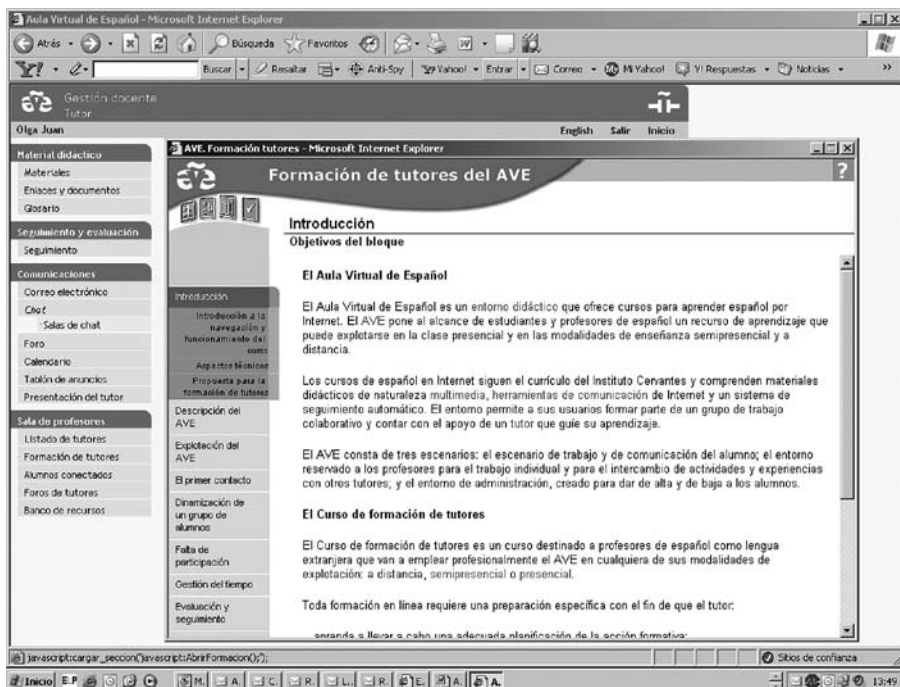 Aula Virtual de Español - Microsoft Internet Explorer
Atrás Búsqueda Favoritos
Y! Buscar Resaltar Anti-Spy Yahoo! Entrar Correo Mi Yahoo! Y! Respuestas Noticias »
ave Gestión docente
Tutor
Olga Juan English Salir Inicio
Material didáctico
Materiales
Enlaces y documentos
Glosario
Seguimiento y evaluación
Seguimiento
Comunicaciones
Correo electrónico
Chat
Salas de chat
Foro
Calendario
Tablón de anuncios
Presentación del tutor
Sala de profesores
Listado de tutores
Formación de tutores
Alumnos conectados
Foros de tutores
Banco de recursos
AVE. Formación tutores - Microsoft Internet Explorer
ave Formación de tutores del AVE ?
Introducción
Introducción a la
navegación y
funcionamiento del
curso
Aspectos técnicos
Propuesta para la
formación de tutores
Descripción del
AVE
Explotación del
AVE
El primer contacto
Dinamización de
un grupo de
alumnos
Falta de
participación
Gestión del tiempo
Evaluación y
seguimiento
Introducción
Objetivos del bloque
El Aula Virtual de Español
El Aula Virtual de Español es un entorno didáctico que ofrece cursos para aprender español por
Internet. El AVE pone al alcance de estudiantes y profesores de español un recurso de aprendizaje que
puede explotarse en la clase presencial y en las modalidades de enseñanza semipresencial y a
distancia.
Los cursos de español en Internet siguen el currículo del Instituto Cervantes y comprenden materiales
didácticos de naturaleza multimedia, herramientas de comunicación de Internet y un sistema de
seguimiento automático. El entorno permite a sus usuarios formar parte de un grupo de trabajo
colaborativo y contar con el apoyo de un tutor que guíe su aprendizaje.
El AVE consta de tres escenarios: el escenario de trabajo y de comunicación del alumno; el entorno
reservado a los profesores para el trabajo individual y para el intercambio de actividades y experiencias
con otros tutores; y el entorno de administración, creado para dar de alta y de baja a los alumnos.
El Curso de formación de tutores
El Curso de formación de tutores es un curso destinado a profesores de español como lengua
extranjera que van a emplear profesionalmente el AVE en cualquiera de sus modalidades de
explotación: a distancia, semipresencial o presencial.
Toda formación en línea requiere una preparación específica con el fin de que el tutor:
aprenda a llevar a cabo una adecuada planificación de la acción formativa;
javascript:cargar_seccion('javascript:AbrirFormacion();'); Sitios de confianza
Inicio E.P M. A. C. R. L. R. E. A. A. 13:49